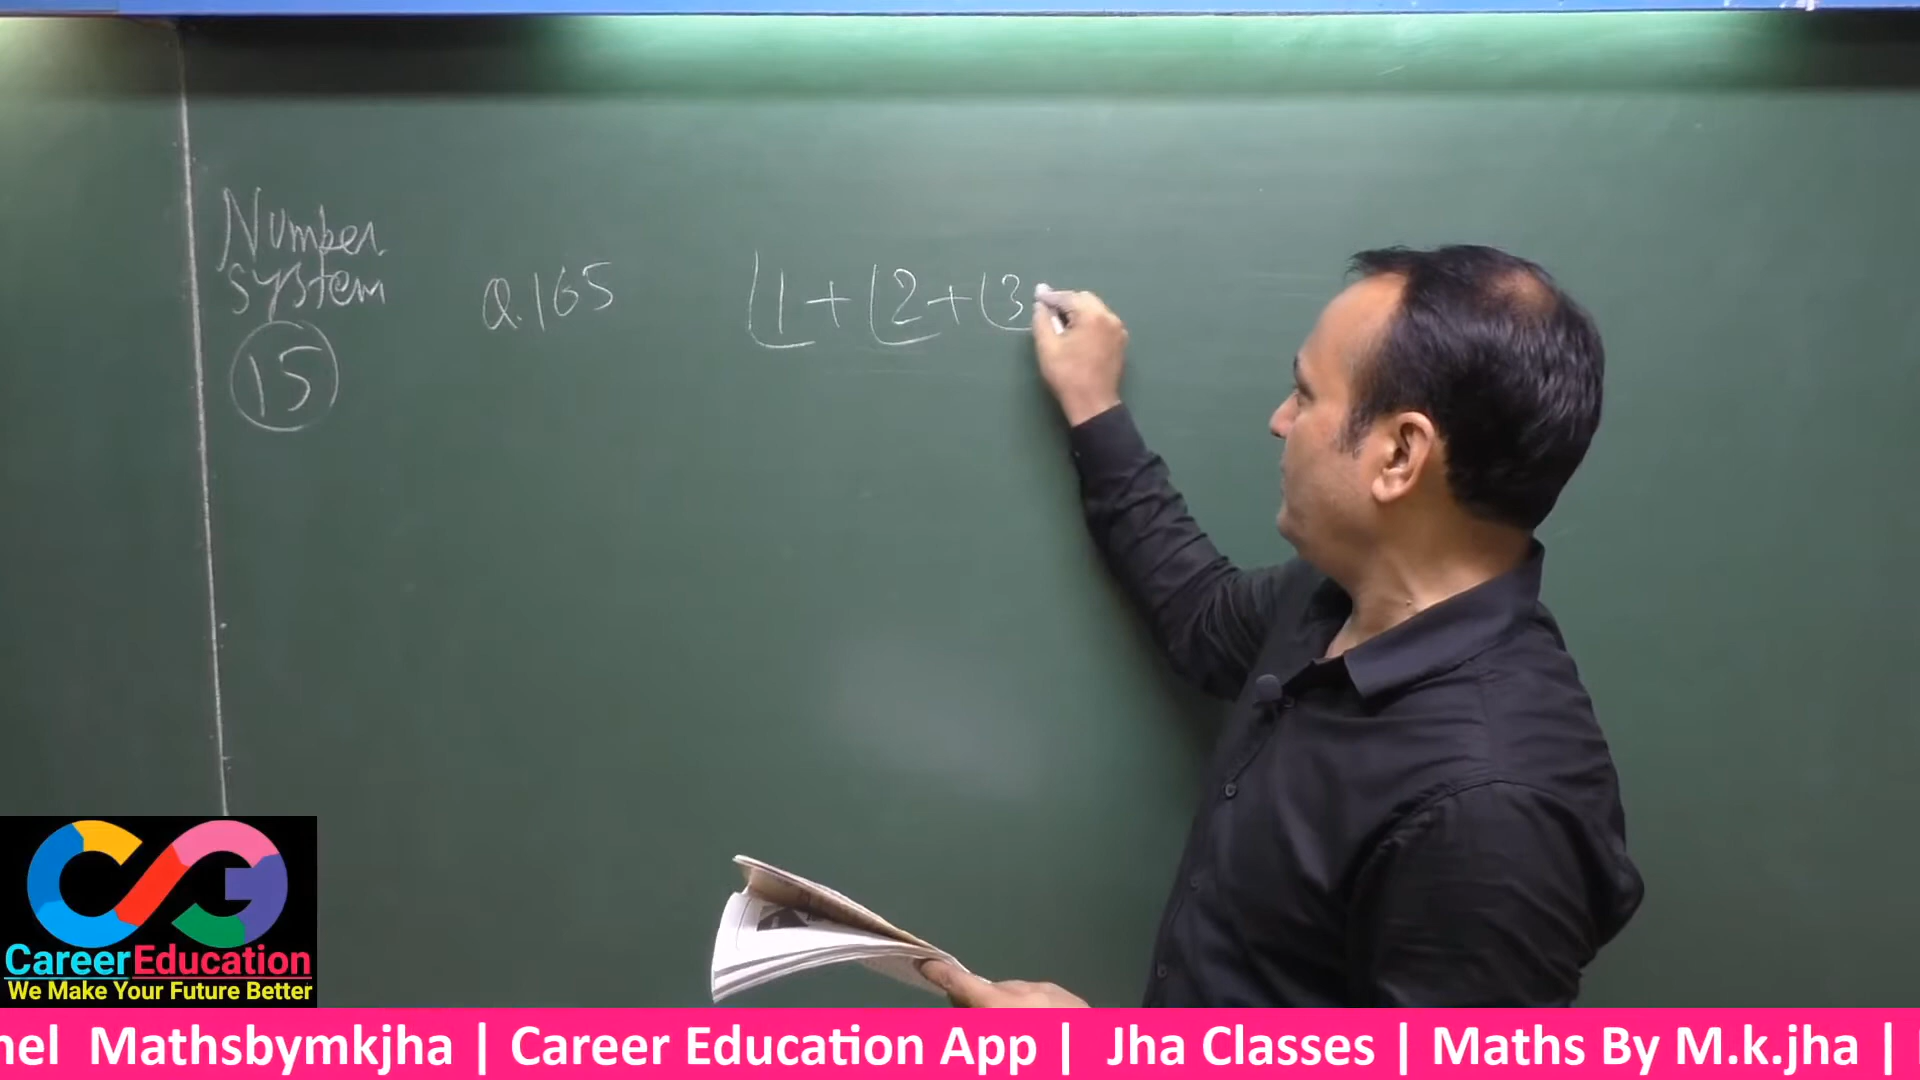 Number
system
15
Q.165
⌊1 + ⌊2 + ⌊3
CareerEducation
We Make Your Future Better
nel Mathsbymkjha | Career Education App | Jha Classes | Maths By M.k.jha |